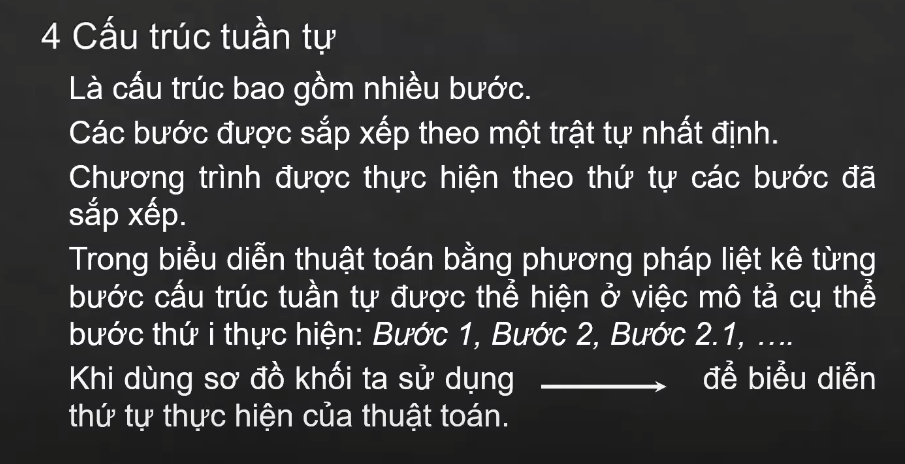 4 Cấu trúc tuần tự
Là cấu trúc bao gồm nhiều bước.
Các bước được sắp xếp theo một trật tự nhất định.
Chương trình được thực hiện theo thứ tự các bước đã
sắp xếp.
Trong biểu diễn thuật toán bằng phương pháp liệt kê từng
bước cấu trúc tuần tự được thể hiện ở việc mô tả cụ thể
bước thứ i thực hiện: Bước 1, Bước 2, Bước 2.1, ….
Khi dùng sơ đồ khối ta sử dụng để biểu diễn
thứ tự thực hiện của thuật toán.